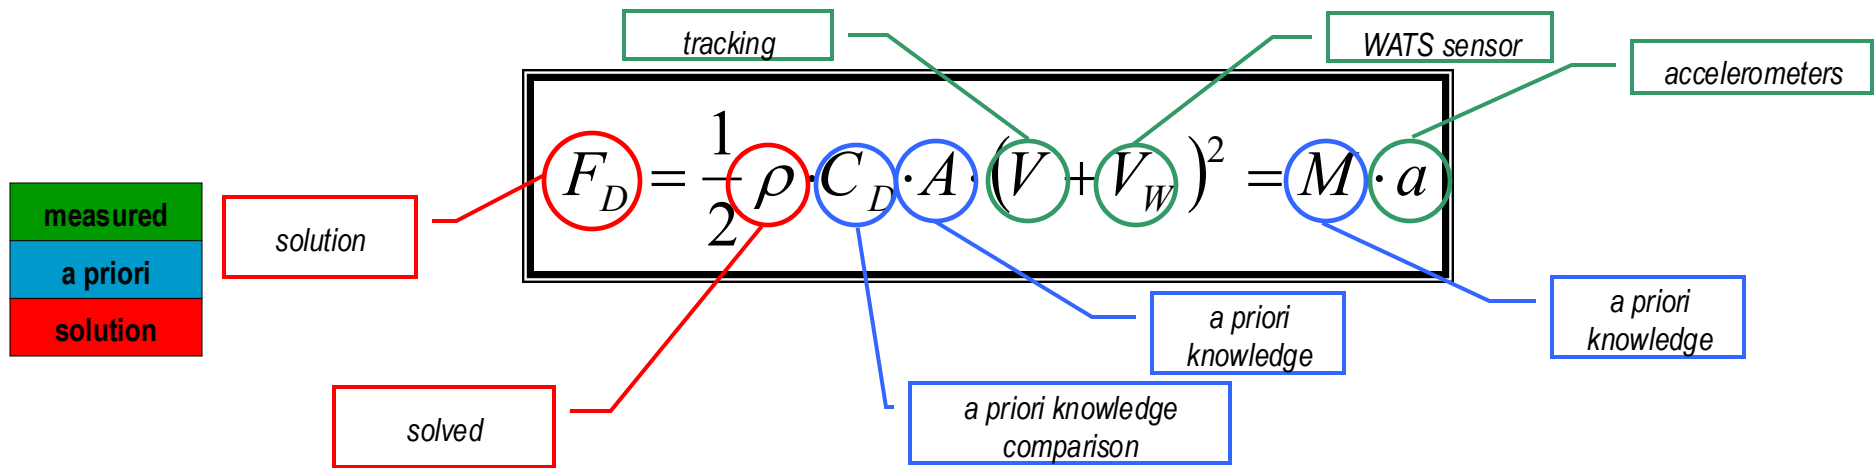 tracking
WATS sensor
accelerometers
F_D = 1/2 ρ · C_D · A · (V + V_W)² = M · a
measured
a priori
solution
solution
a priori
knowledge
a priori
knowledge
solved
a priori knowledge
comparison